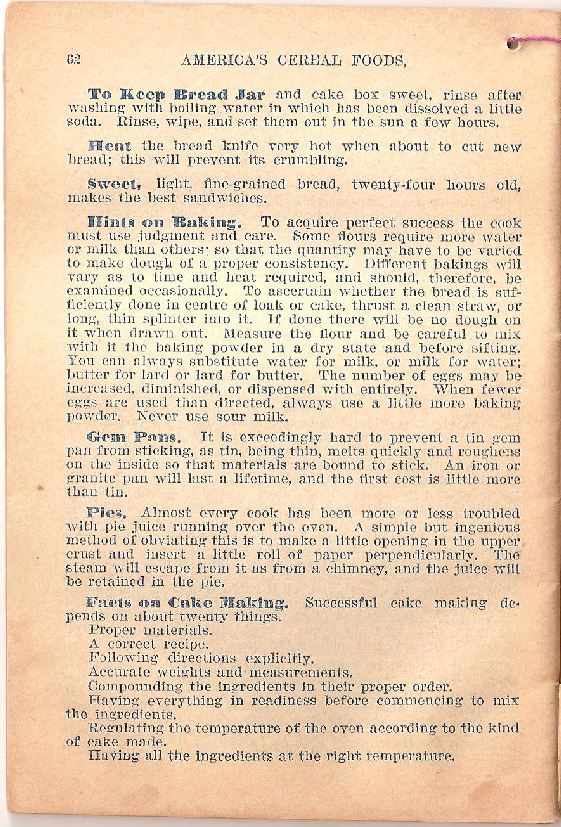 62 AMERICA'S CEREAL FOODS.
To Keep Bread Jar and cake box sweet, rinse after
washing with boiling water in which has been dissolved a little
soda. Rinse, wipe, and set them out in the sun a few hours.
Heat the bread knife very hot when about to cut new
bread; this will prevent its crumbling.
Sweet, light, fine-grained bread, twenty-four hours old,
makes the best sandwiches.
Hints on Baking. To acquire perfect success the cook
must use judgment and care. Some flours require more water
or milk than others; so that the quantity may have to be varied
to make dough of a proper consistency. Different bakings will
vary as to time and heat required, and should, therefore, be
examined occasionally. To ascertain whether the bread is suf-
ficiently done in centre of loak or cake, thrust a clean straw, or
long, thin splinter into it. If done there will be no dough on
it when drawn out. Measure the flour and be careful to mix
with it the baking powder in a dry state and before sifting.
You can always substitute water for milk, or milk for water;
butter for lard or lard for butter. The number of eggs may be
increased, diminished, or dispensed with entirely. When fewer
eggs are used than directed, always use a little more baking
powder. Never use sour milk.
Gem Pans. It is exceedingly hard to prevent a tin gem
pan from sticking, as tin, being thin, melts quickly and roughens
on the inside so that materials are bound to stick. An iron or
granite pan will last a lifetime, and the first cost is little more
than tin.
Pies. Almost every cook has been more or less troubled
with pie juice running over the oven. A simple but ingenious
method of obviating this is to make a little opening in the upper
crust and insert a little roll of paper perpendicularly. The
steam will escape from it as from a chimney, and the juice will
be retained in the pie.
Facts on Cake Making. Successful cake making de-
pends on about twenty things.
Proper materials.
A correct recipe.
Following directions explicitly.
Accurate weights and measurements.
Compounding the ingredients in their proper order.
Having everything in readiness before commencing to mix
the ingredients.
Regulating the temperature of the oven according to the kind
of cake made.
Having all the ingredients at the right temperature.